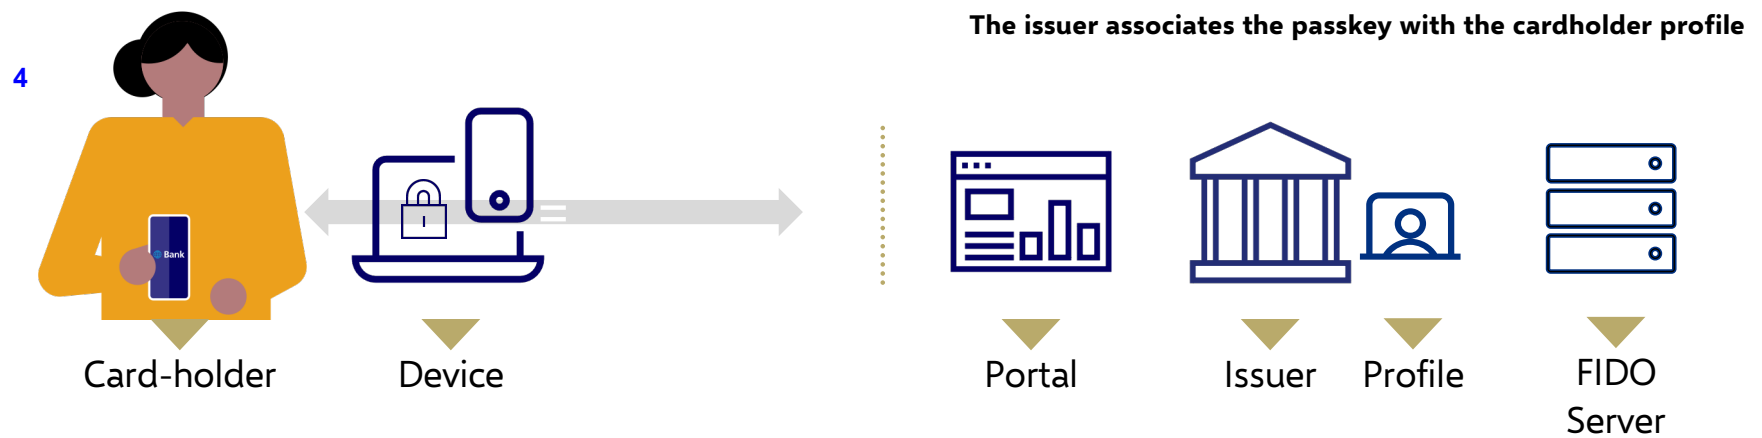 The issuer associates the passkey with the cardholder profile
4
Bank
Card-holder
Device
Portal
Issuer
Profile
FIDO
Server